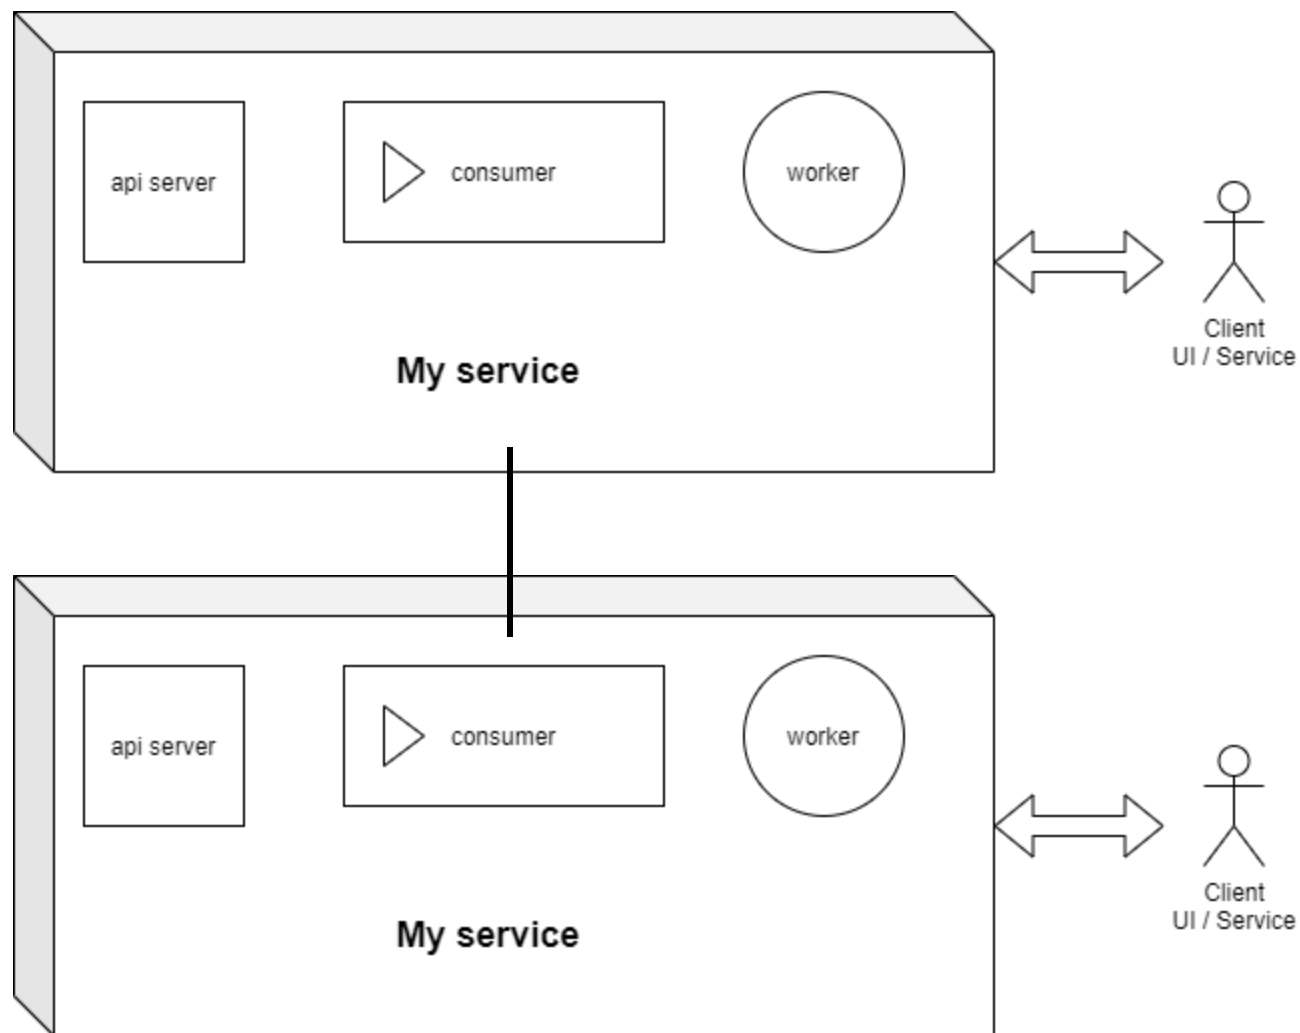 api server
consumer
worker
My service
Client
UI / Service
api server
consumer
worker
My service
Client
UI / Service